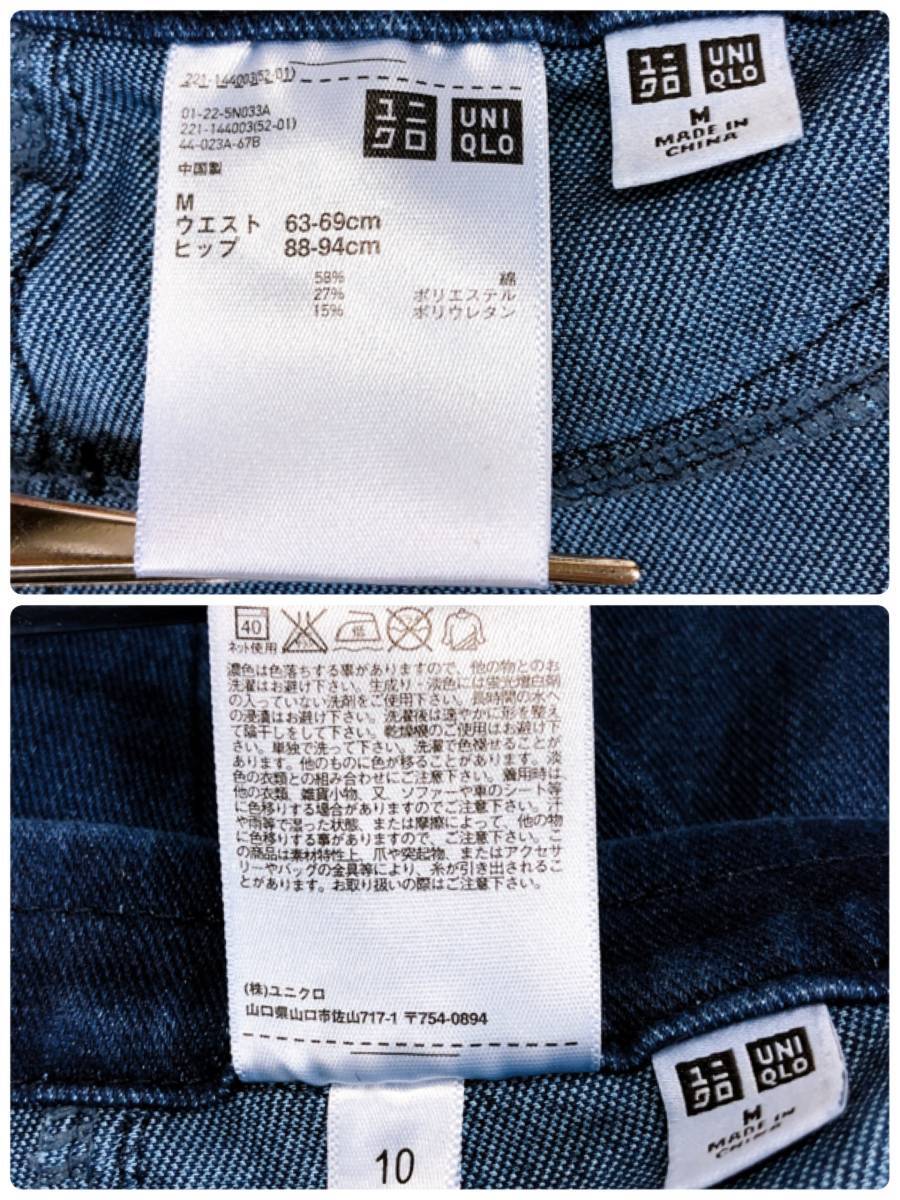 221-144003(52-01)
01-22-5N033A
221-144003(52-01)
44-023A-67B
中国製
ユニクロ
UNIQLO
M
ウエスト 63-69cm
ヒップ 88-94cm
58% 綿
27% ポリエステル
15% ポリウレタン
ユニクロ
UNIQLO
M
MADE IN
CHINA
40
ネット使用
低
濃色は色落ちする事がありますので、他の物とのお
洗濯はお避け下さい。生成り・淡色には蛍光増白剤
の入っていない洗剤をご使用下さい。長時間の水へ
の浸漬はお避け下さい。洗濯後は速やかに形を整え
て陰干しをして下さい。乾燥機のご使用はお避け下
さい。単独で洗って下さい。洗濯で色褪せることが
あります。他のものに色が移ることがあります。淡
色の衣類との組み合わせにご注意下さい。着用時は
他の衣類、雑貨小物、又、ソファーや車のシート等
に色移りする場合がありますのでご注意下さい。汗
や雨等で湿った状態、または摩擦によって、他の物
に色移りする事がありますので、ご注意下さい。こ
の商品は素材特性上、爪や突起物、またはアクセサ
リーやバッグの金具等により、糸が引き出されるこ
とがあります。お取り扱いの際はご注意下さい。
(株)ユニクロ
山口県山口市佐山717-1 〒754-0894
10
ユニクロ
UNIQLO
M
MADE IN
CHINA